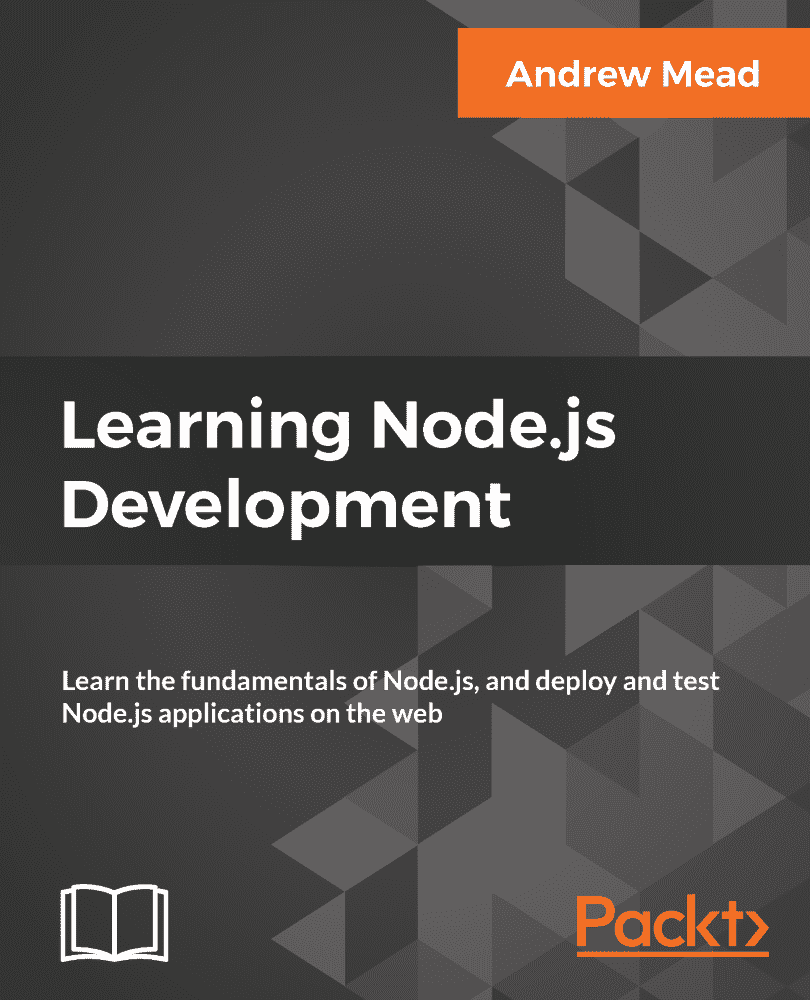 Andrew Mead
Learning Node.js
Development
Learn the fundamentals of Node.js, and deploy and test
Node.js applications on the web
Packt>